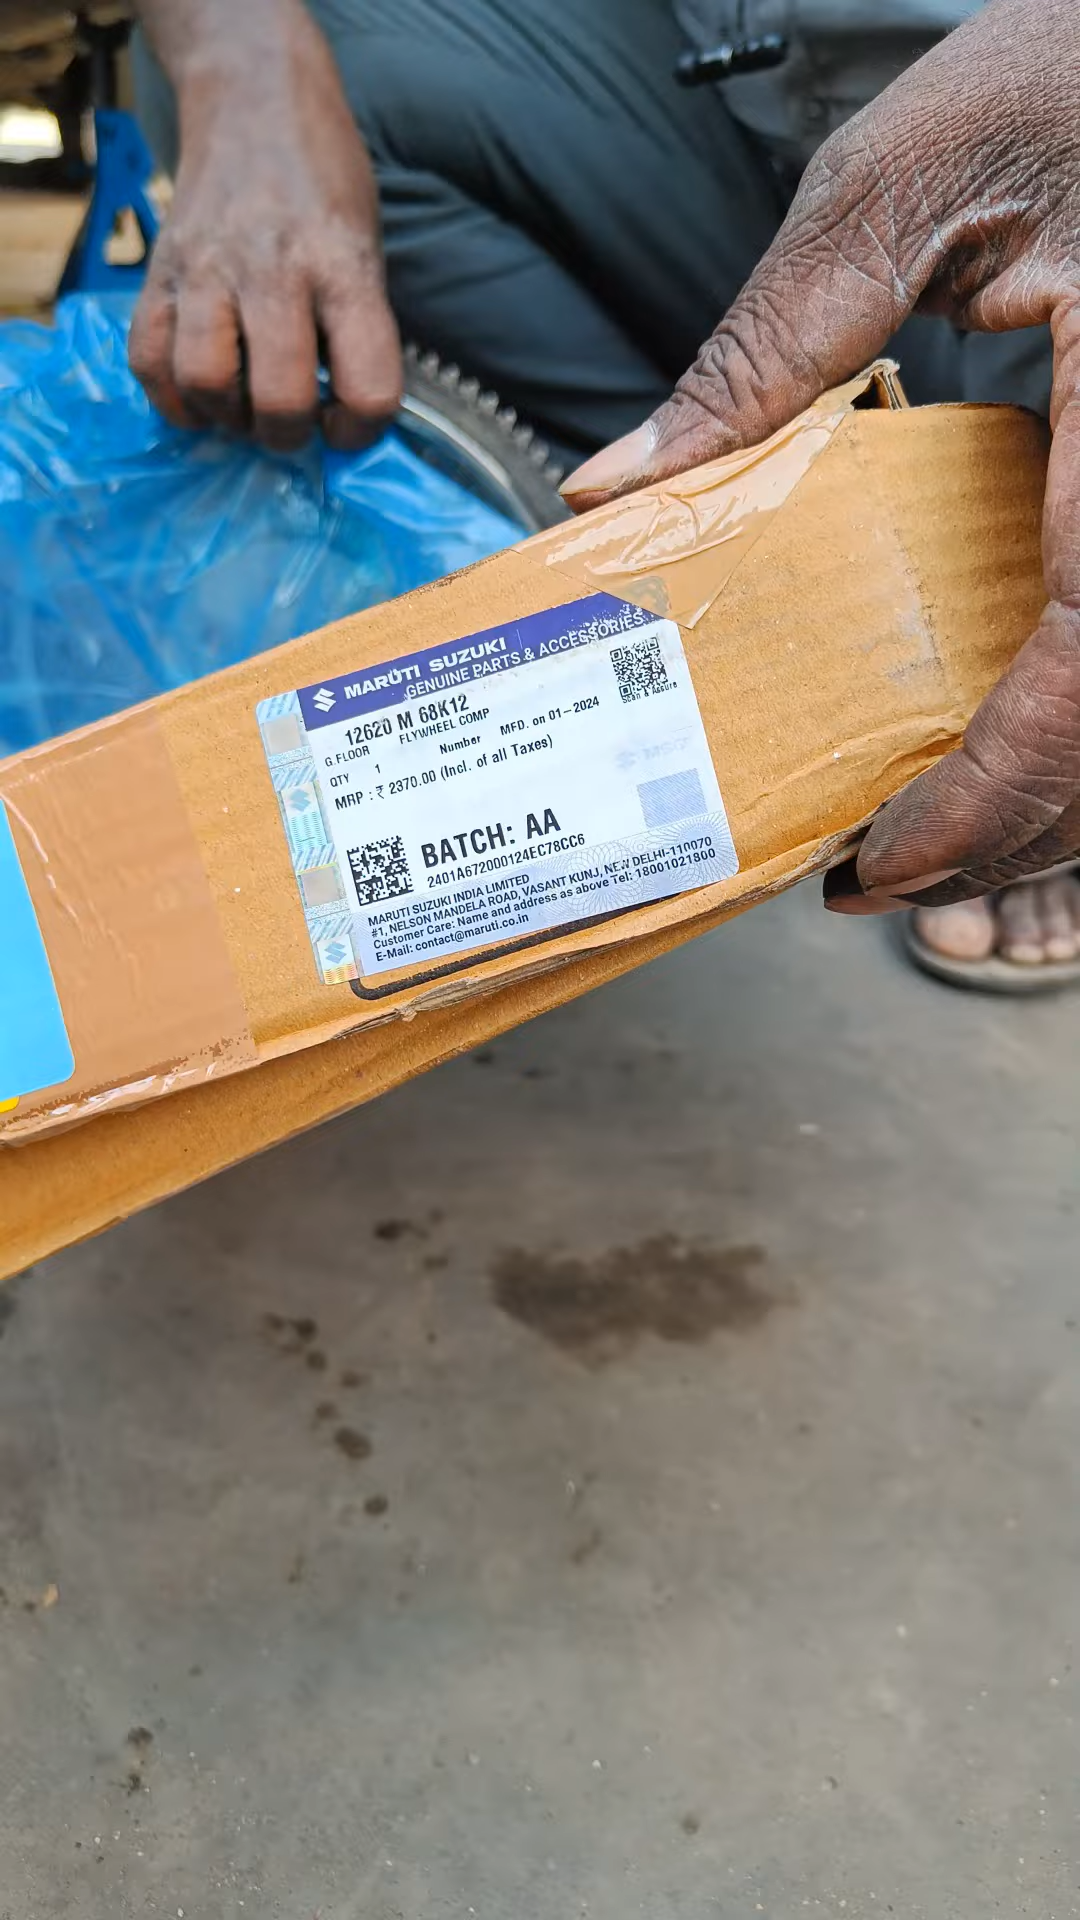 MARUTI SUZUKI
GENUINE PARTS & ACCESSORIES
12620 M 68K12
G.FLOOR FLYWHEEL COMP
QTY 1 Number MFD. on 01-2024
MRP : ₹ 2370.00 (Incl. of all Taxes)
Scan & Assure
BATCH: AA
2401A672000124EC78CC6
MARUTI SUZUKI INDIA LIMITED
#1, NELSON MANDELA ROAD, VASANT KUNJ, NEW DELHI-110070
Customer Care: Name and address as above Tel: 18001021800
E-Mail: contact@maruti.co.in